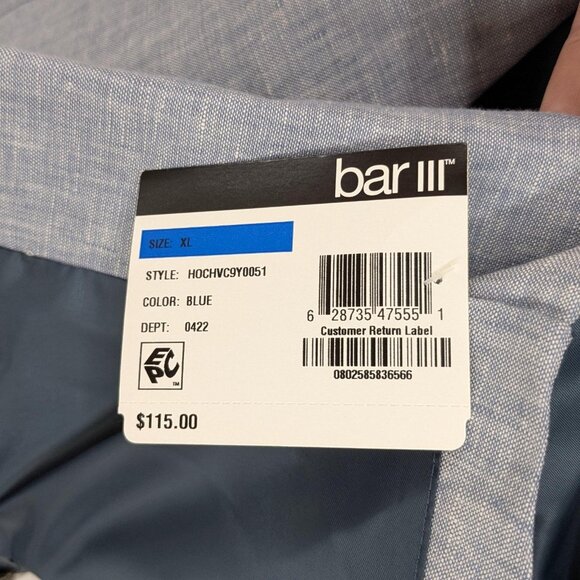 bar III™
SIZE: XL
STYLE: HOCHVC9Y0051
COLOR: BLUE
DEPT: 0422
EPC™
6 28735 47555 1
Customer Return Label
0802585836566
$115.00